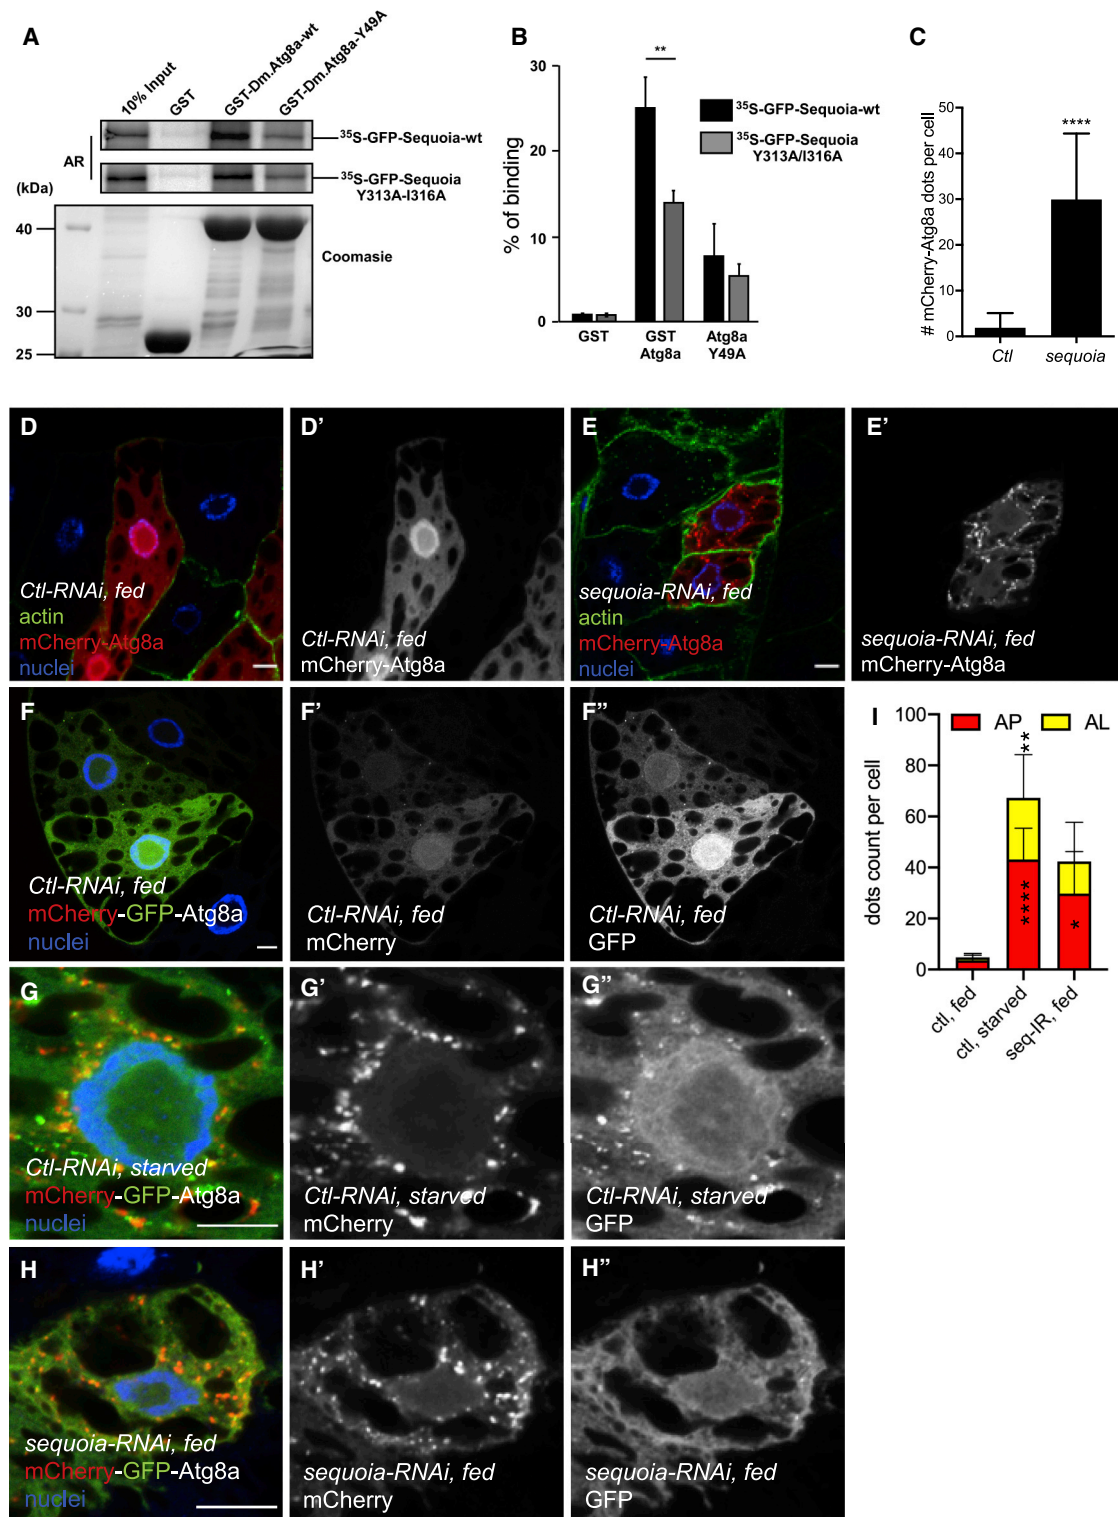 A
10% Input
GST
GST-Dm.Atg8a-wt
GST-Dm.Atg8a-Y49A
AR
35S-GFP-Sequoia-wt
35S-GFP-Sequoia
Y313A-I316A
(kDa)
40
30
25
Coomasie
B
% of binding
30
20
10
0
**
35S-GFP-Sequoia-wt
35S-GFP-Sequoia
Y313A/I316A
GST
GST
Atg8a
Atg8a
Y49A
C
# mCherry-Atg8a dots per cell
50
40
30
20
10
0
****
Ctl
sequoia
D
Ctl-RNAi, fed
actin
mCherry-Atg8a
nuclei
D'
Ctl-RNAi, fed
mCherry-Atg8a
E
sequoia-RNAi, fed
actin
mCherry-Atg8a
nuclei
E'
sequoia-RNAi, fed
mCherry-Atg8a
F
Ctl-RNAi, fed
mCherry-GFP-Atg8a
nuclei
F'
Ctl-RNAi, fed
mCherry
F"
Ctl-RNAi, fed
GFP
G
Ctl-RNAi, starved
mCherry-GFP-Atg8a
nuclei
G'
Ctl-RNAi, starved
mCherry
G"
Ctl-RNAi, starved
GFP
H
sequoia-RNAi, fed
mCherry-GFP-Atg8a
nuclei
H'
sequoia-RNAi, fed
mCherry
H"
sequoia-RNAi, fed
GFP
I
AP
AL
dots count per cell
100
80
60
40
20
0
**
****
*
ctl, fed
ctl, starved
seq-IR, fed